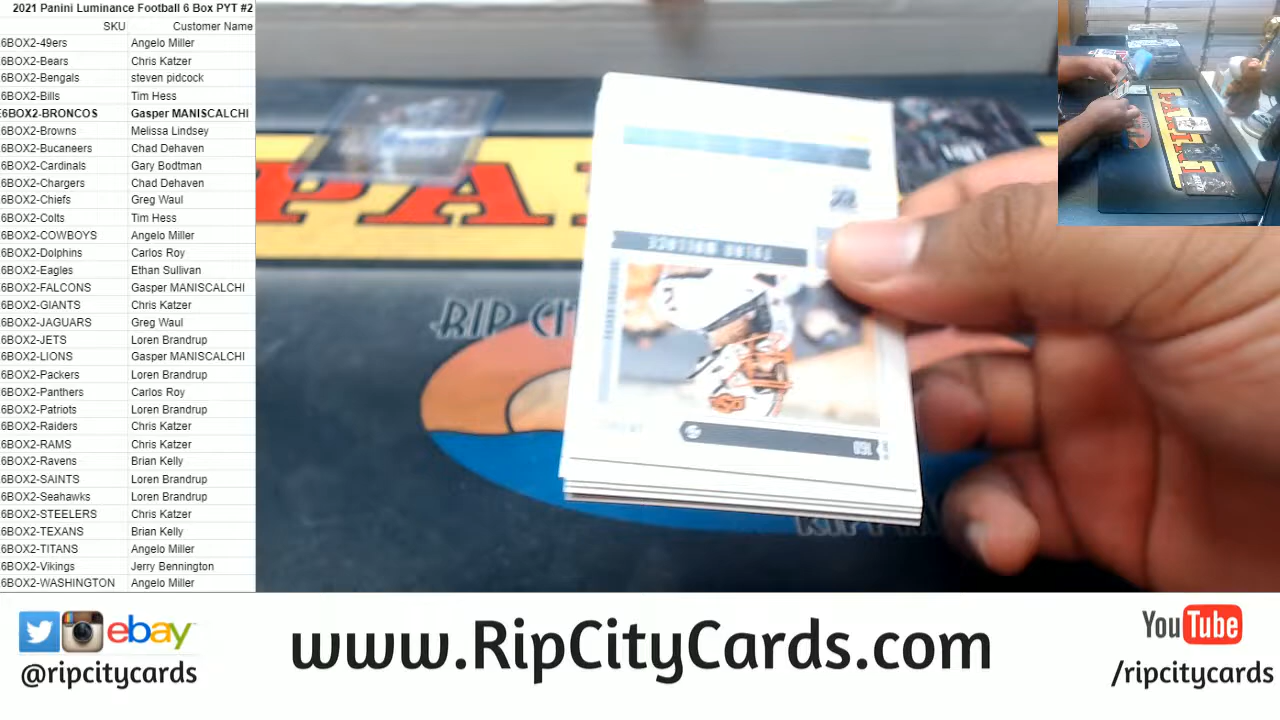 2021 Panini Luminance Football 6 Box PYT #2
SKU Customer Name
6BOX2-49ers Angelo Miller
6BOX2-Bears Chris Katzer
6BOX2-Bengals steven pidcock
6BOX2-Bills Tim Hess
6BOX2-BRONCOS Gasper MANISCALCHI
6BOX2-Browns Melissa Lindsey
6BOX2-Bucaneers Chad Dehaven
6BOX2-Cardinals Gary Bodtman
6BOX2-Chargers Chad Dehaven
6BOX2-Chiefs Greg Waul
6BOX2-Colts Tim Hess
6BOX2-COWBOYS Angelo Miller
6BOX2-Dolphins Carlos Roy
6BOX2-Eagles Ethan Sullivan
6BOX2-FALCONS Gasper MANISCALCHI
6BOX2-GIANTS Chris Katzer
6BOX2-JAGUARS Greg Waul
6BOX2-JETS Loren Brandrup
6BOX2-LIONS Gasper MANISCALCHI
6BOX2-Packers Loren Brandrup
6BOX2-Panthers Carlos Roy
6BOX2-Patriots Loren Brandrup
6BOX2-Raiders Chris Katzer
6BOX2-RAMS Chris Katzer
6BOX2-Ravens Brian Kelly
6BOX2-SAINTS Loren Brandrup
6BOX2-Seahawks Loren Brandrup
6BOX2-STEELERS Chris Katzer
6BOX2-TEXANS Brian Kelly
6BOX2-TITANS Angelo Miller
6BOX2-Vikings Jerry Bennington
6BOX2-WASHINGTON Angelo Miller
TYLAN WALLACE
160
RIP CI
ebay
@ripcitycards
www.RipCityCards.com
YouTube
/ripcitycards